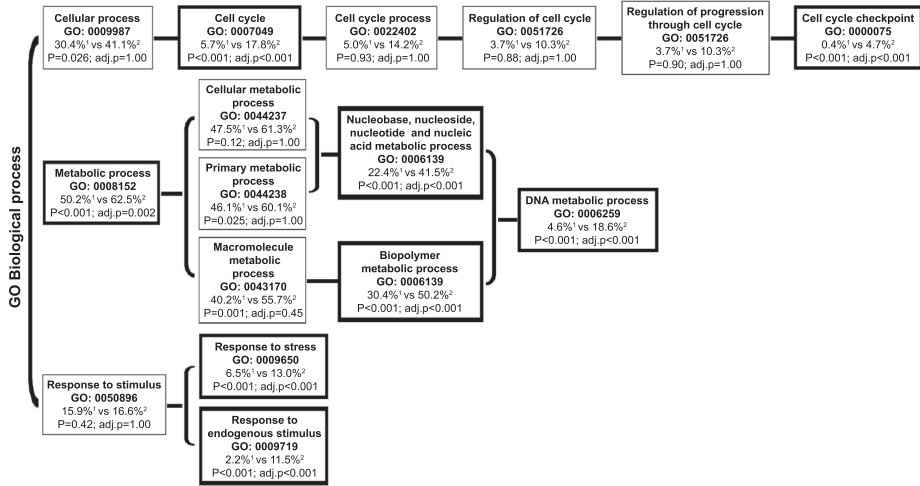 GO Biological process
Cellular process
GO: 0009987
30.4%¹ vs 41.1%²
P=0.026; adj.p=1.00
Cell cycle
GO: 0007049
5.7%¹ vs 17.8%²
P<0.001; adj.p<0.001
Cell cycle process
GO: 0022402
5.0%¹ vs 14.2%²
P=0.93; adj.p=1.00
Regulation of cell cycle
GO: 0051726
3.7%¹ vs 10.3%²
P=0.88; adj.p=1.00
Regulation of progression
through cell cycle
GO: 0051726
3.7%¹ vs 10.3%²
P=0.90; adj.p=1.00
Cell cycle checkpoint
GO: 0000075
0.4%¹ vs 4.7%²
P<0.001; adj.p<0.001
Metabolic process
GO: 0008152
50.2%¹ vs 62.5%²
P<0.001; adj.p=0.002
Cellular metabolic
process
GO: 0044237
47.5%¹ vs 61.3%²
P=0.12; adj.p=1.00
Primary metabolic
process
GO: 0044238
46.1%¹ vs 60.1%²
P=0.025; adj.p=1.00
Macromolecule
metabolic
process
GO: 0043170
40.2%¹ vs 55.7%²
P=0.001; adj.p=0.45
Nucleobase, nucleoside,
nucleotide and nucleic
acid metabolic process
GO: 0006139
22.4%¹ vs 41.5%²
P<0.001; adj.p<0.001
Biopolymer
metabolic process
GO: 0006139
30.4%¹ vs 50.2%²
P<0.001; adj.p<0.001
DNA metabolic process
GO: 0006259
4.6%¹ vs 18.6%²
P<0.001; adj.p<0.001
Response to stimulus
GO: 0050896
15.9%¹ vs 16.6%²
P=0.42; adj.p=1.00
Response to stress
GO: 0009650
6.5%¹ vs 13.0%²
P<0.001; adj.p<0.001
Response to
endogenous stimulus
GO: 0009719
2.2%¹ vs 11.5%²
P<0.001; adj.p<0.001